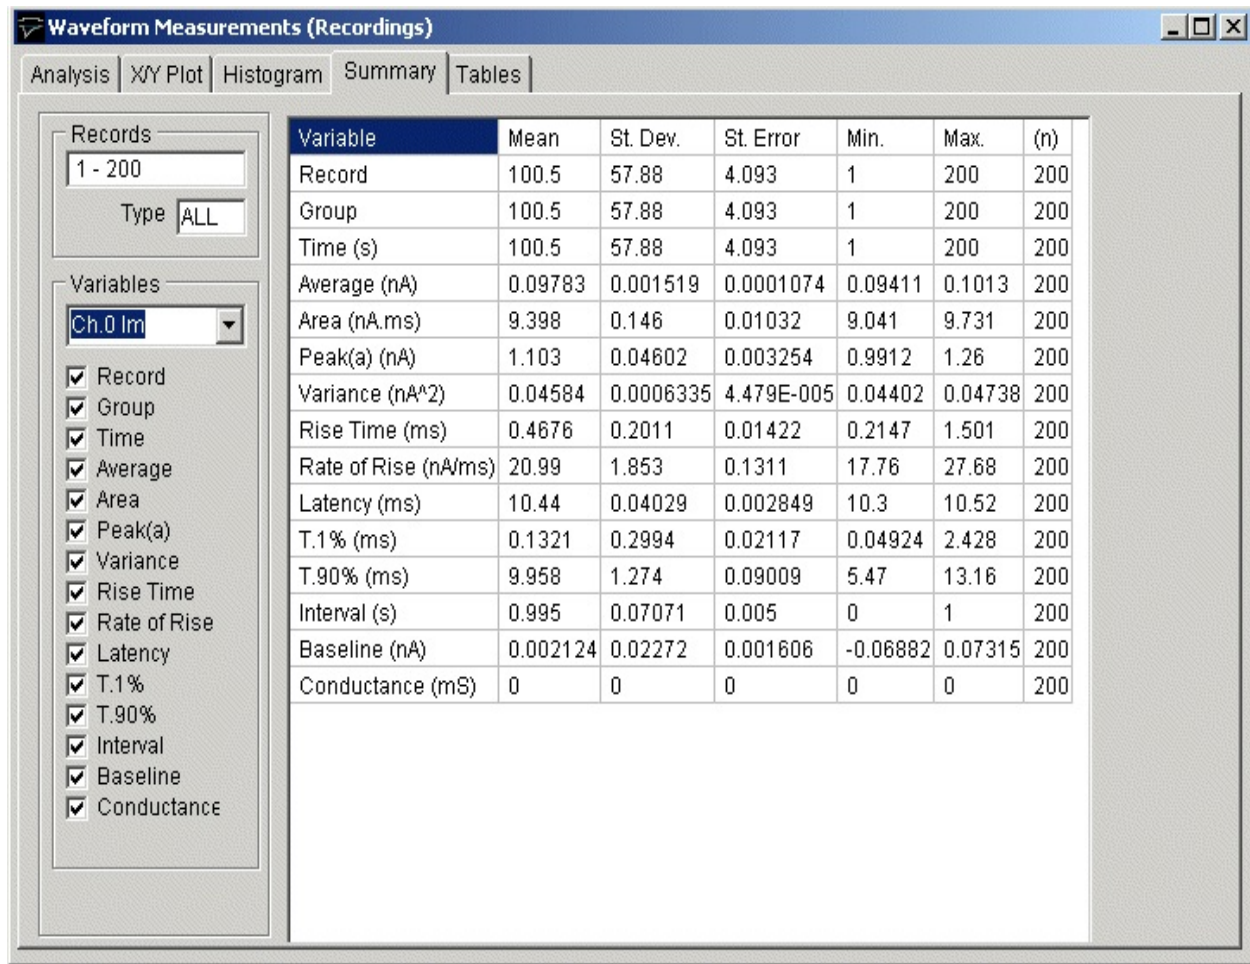 Waveform Measurements (Recordings)
Analysis X/Y Plot Histogram Summary Tables
Records
1 - 200
Type ALL
Variables
Ch.0 Im
Record
Group
Time
Average
Area
Peak(a)
Variance
Rise Time
Rate of Rise
Latency
T.1%
T.90%
Interval
Baseline
Conductance
Variable Mean St. Dev. St. Error Min. Max. (n)
Record 100.5 57.88 4.093 1 200 200
Group 100.5 57.88 4.093 1 200 200
Time (s) 100.5 57.88 4.093 1 200 200
Average (nA) 0.09783 0.001519 0.0001074 0.09411 0.1013 200
Area (nA.ms) 9.398 0.146 0.01032 9.041 9.731 200
Peak(a) (nA) 1.103 0.04602 0.003254 0.9912 1.26 200
Variance (nA^2) 0.04584 0.0006335 4.479E-005 0.04402 0.04738 200
Rise Time (ms) 0.4676 0.2011 0.01422 0.2147 1.501 200
Rate of Rise (nA/ms) 20.99 1.853 0.1311 17.76 27.68 200
Latency (ms) 10.44 0.04029 0.002849 10.3 10.52 200
T.1% (ms) 0.1321 0.2994 0.02117 0.04924 2.428 200
T.90% (ms) 9.958 1.274 0.09009 5.47 13.16 200
Interval (s) 0.995 0.07071 0.005 0 1 200
Baseline (nA) 0.002124 0.02272 0.001606 -0.06882 0.07315 200
Conductance (mS) 0 0 0 0 0 200